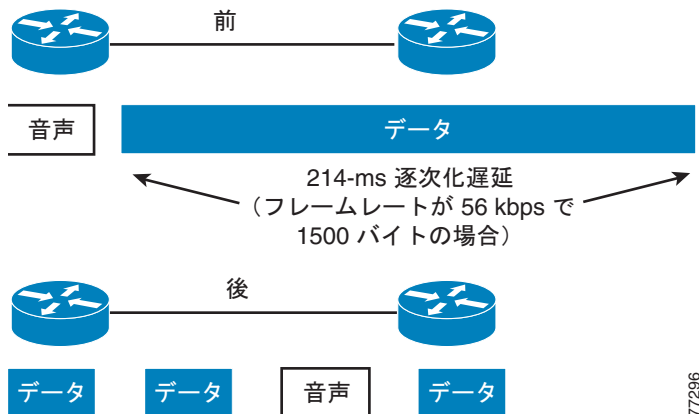 前
音声
データ
214-ms 逐次化遅延
（フレームレートが 56 kbps で
1500 バイトの場合）
後
データ
データ
音声
データ
77296